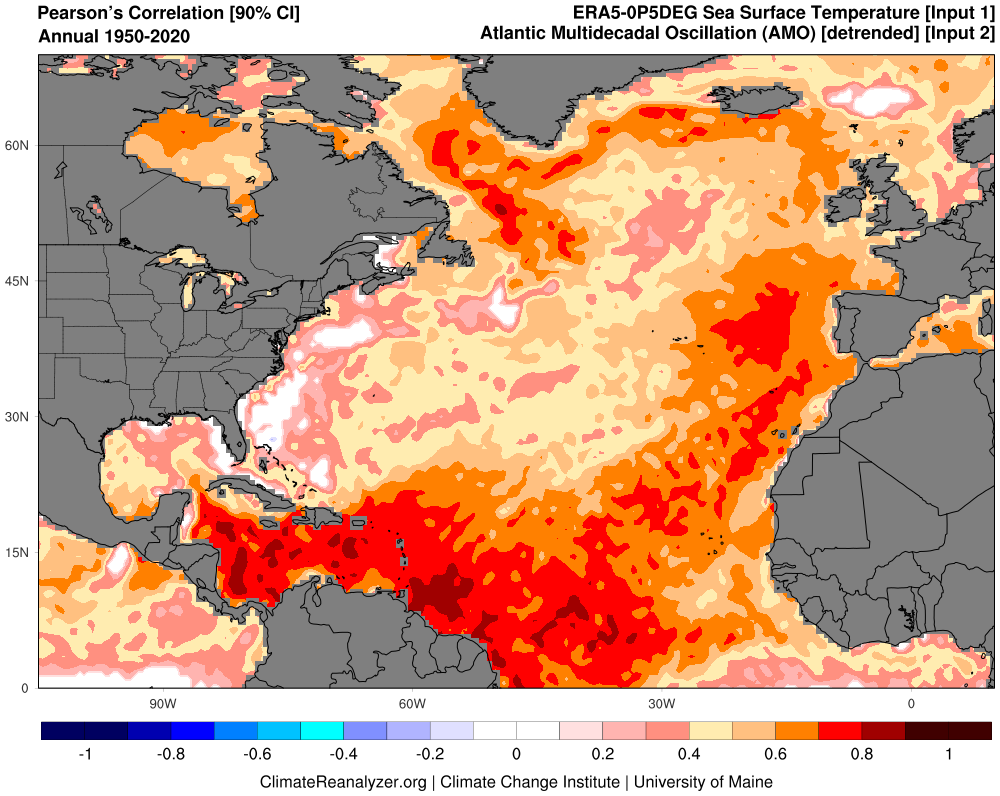 Pearson's Correlation [90% CI]
Annual 1950-2020
ERA5-0P5DEG Sea Surface Temperature [Input 1]
Atlantic Multidecadal Oscillation (AMO) [detrended] [Input 2]
60N
45N
30N
15N
0
90W 60W 30W 0
-1 -0.8 -0.6 -0.4 -0.2 0 0.2 0.4 0.6 0.8 1
ClimateReanalyzer.org | Climate Change Institute | University of Maine